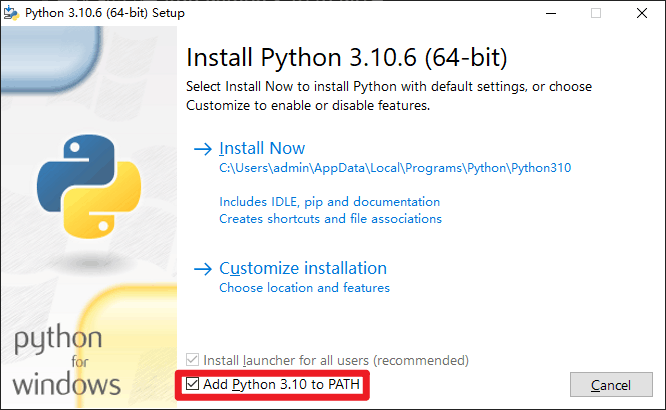 Python 3.10.6 (64-bit) Setup
Install Python 3.10.6 (64-bit)
Select Install Now to install Python with default settings, or choose
Customize to enable or disable features.
Install Now
C:\Users\admin\AppData\Local\Programs\Python\Python310
Includes IDLE, pip and documentation
Creates shortcuts and file associations
Customize installation
Choose location and features
python
for
windows
Install launcher for all users (recommended)
Add Python 3.10 to PATH
Cancel